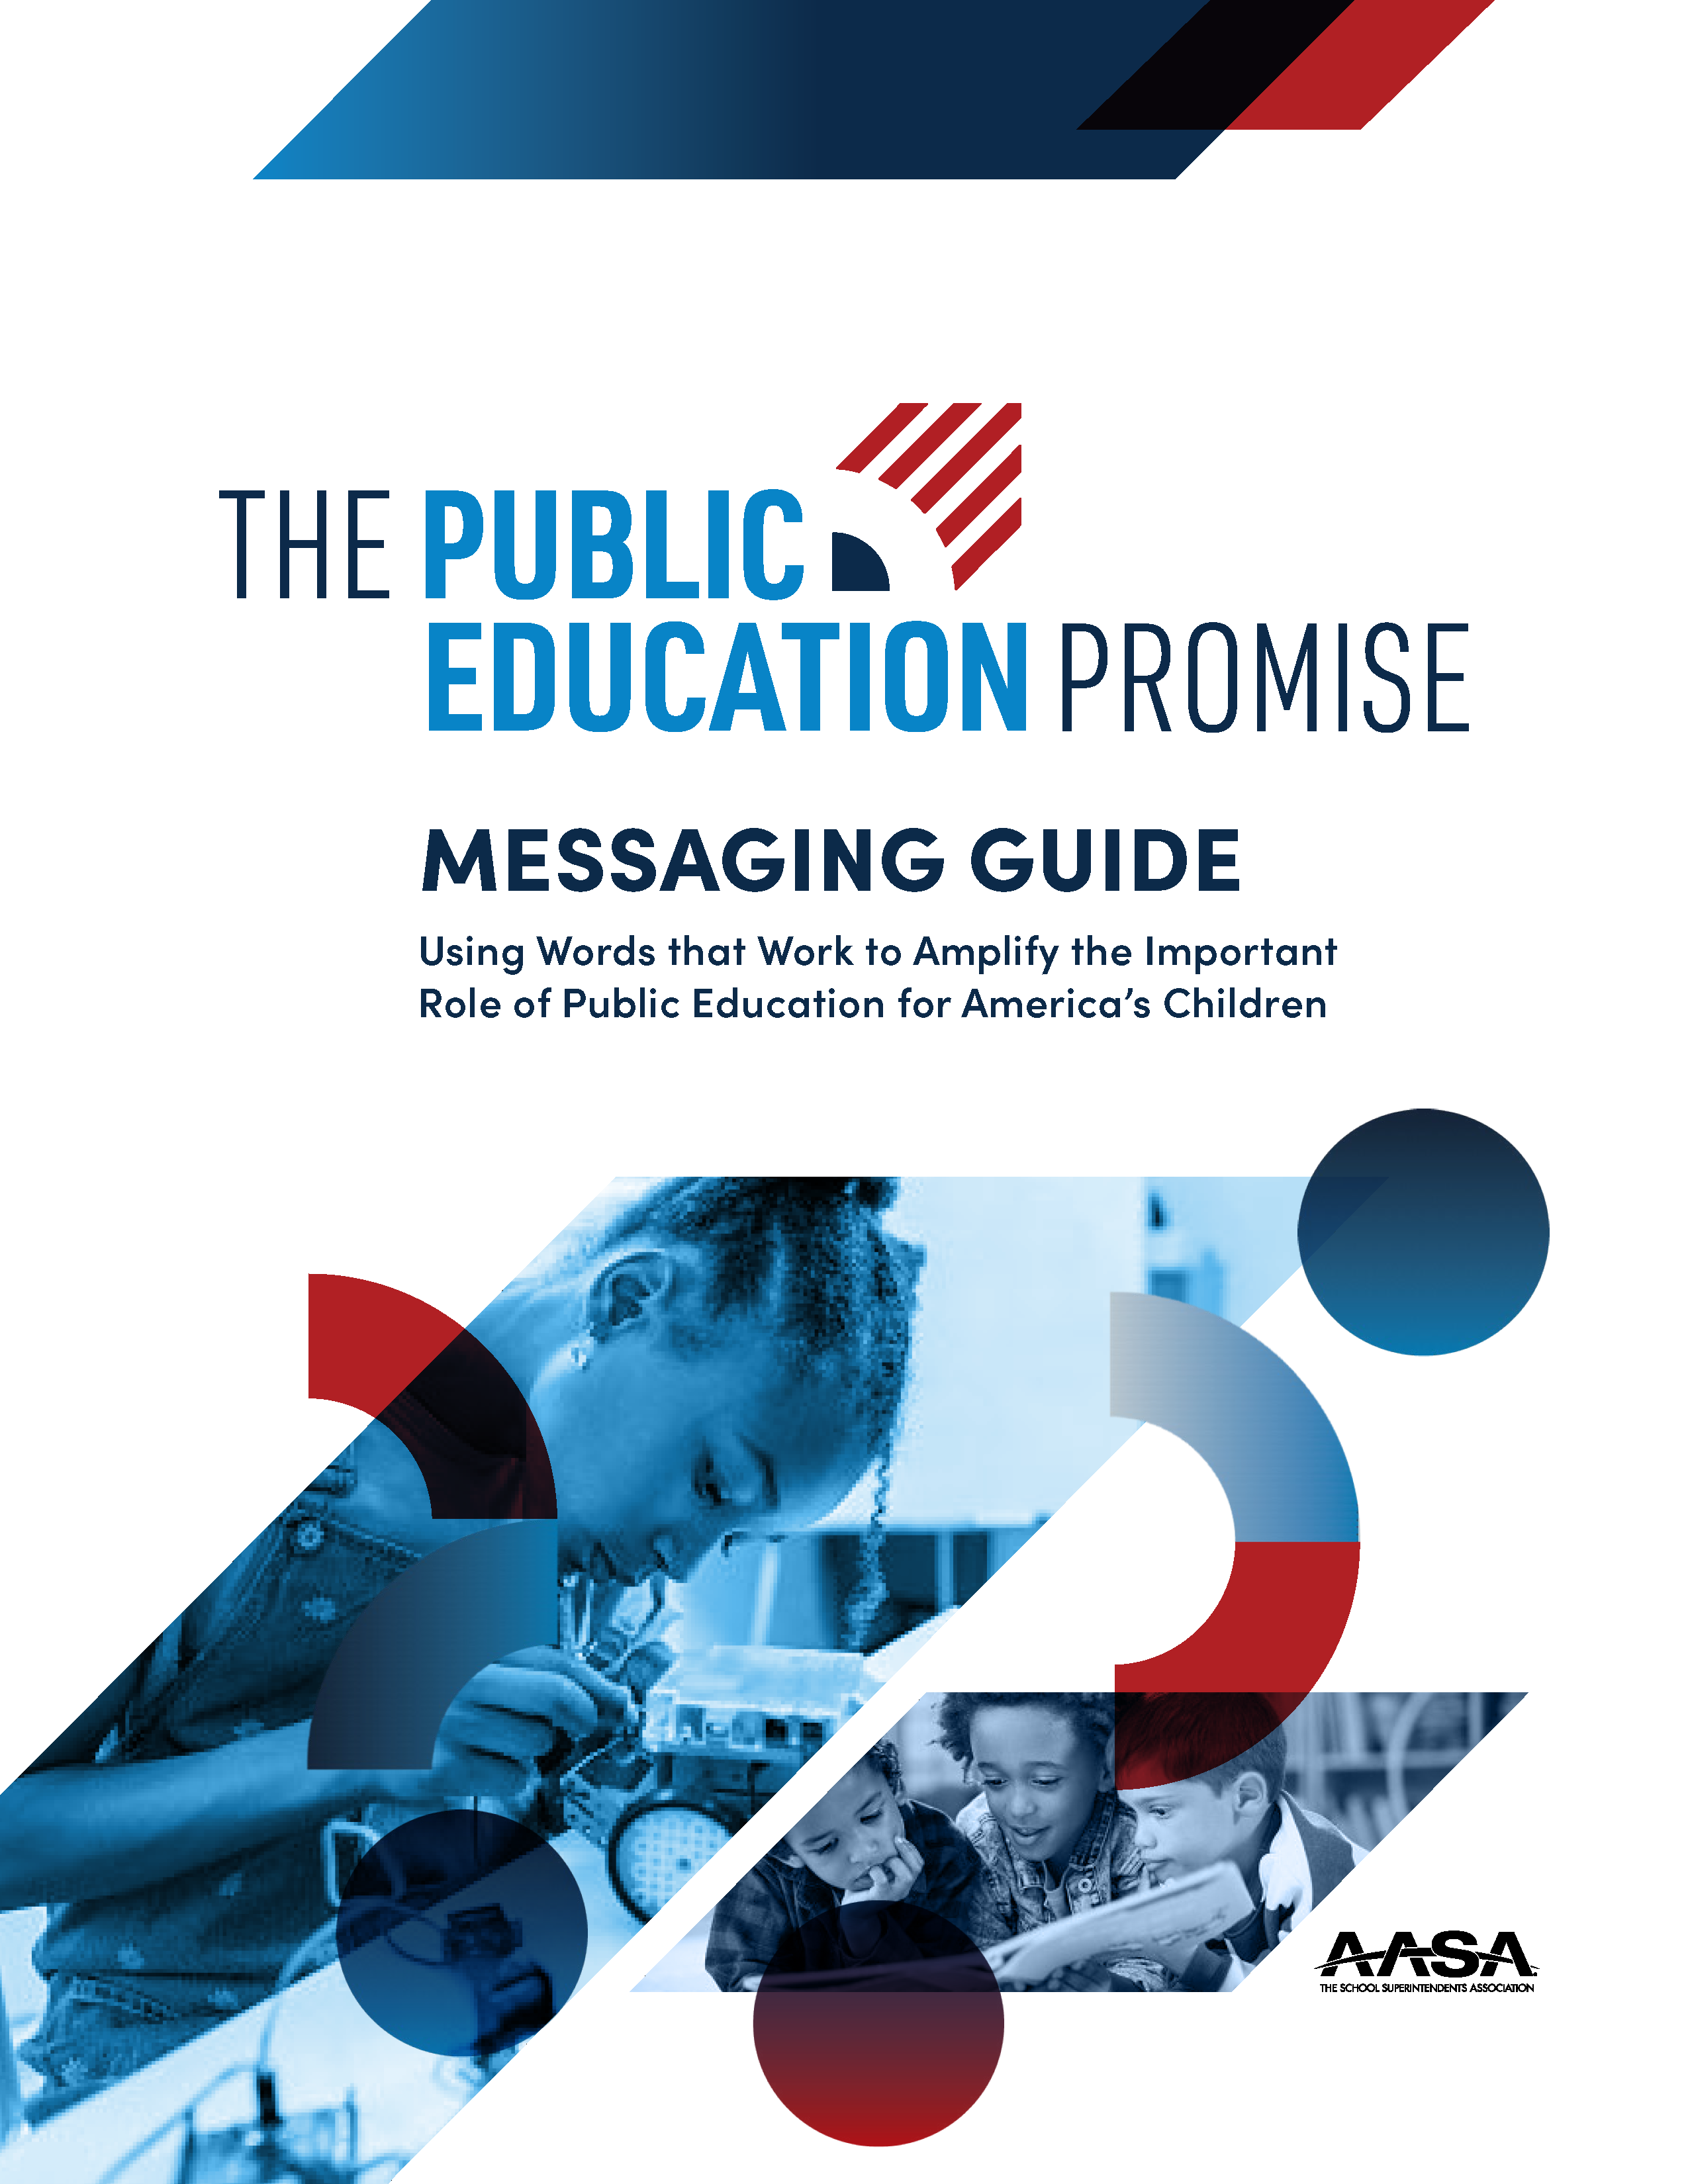 THE PUBLIC
EDUCATION PROMISE
MESSAGING GUIDE
Using Words that Work to Amplify the Important
Role of Public Education for America’s Children
AASA
THE SCHOOL SUPERINTENDENTS ASSOCIATION